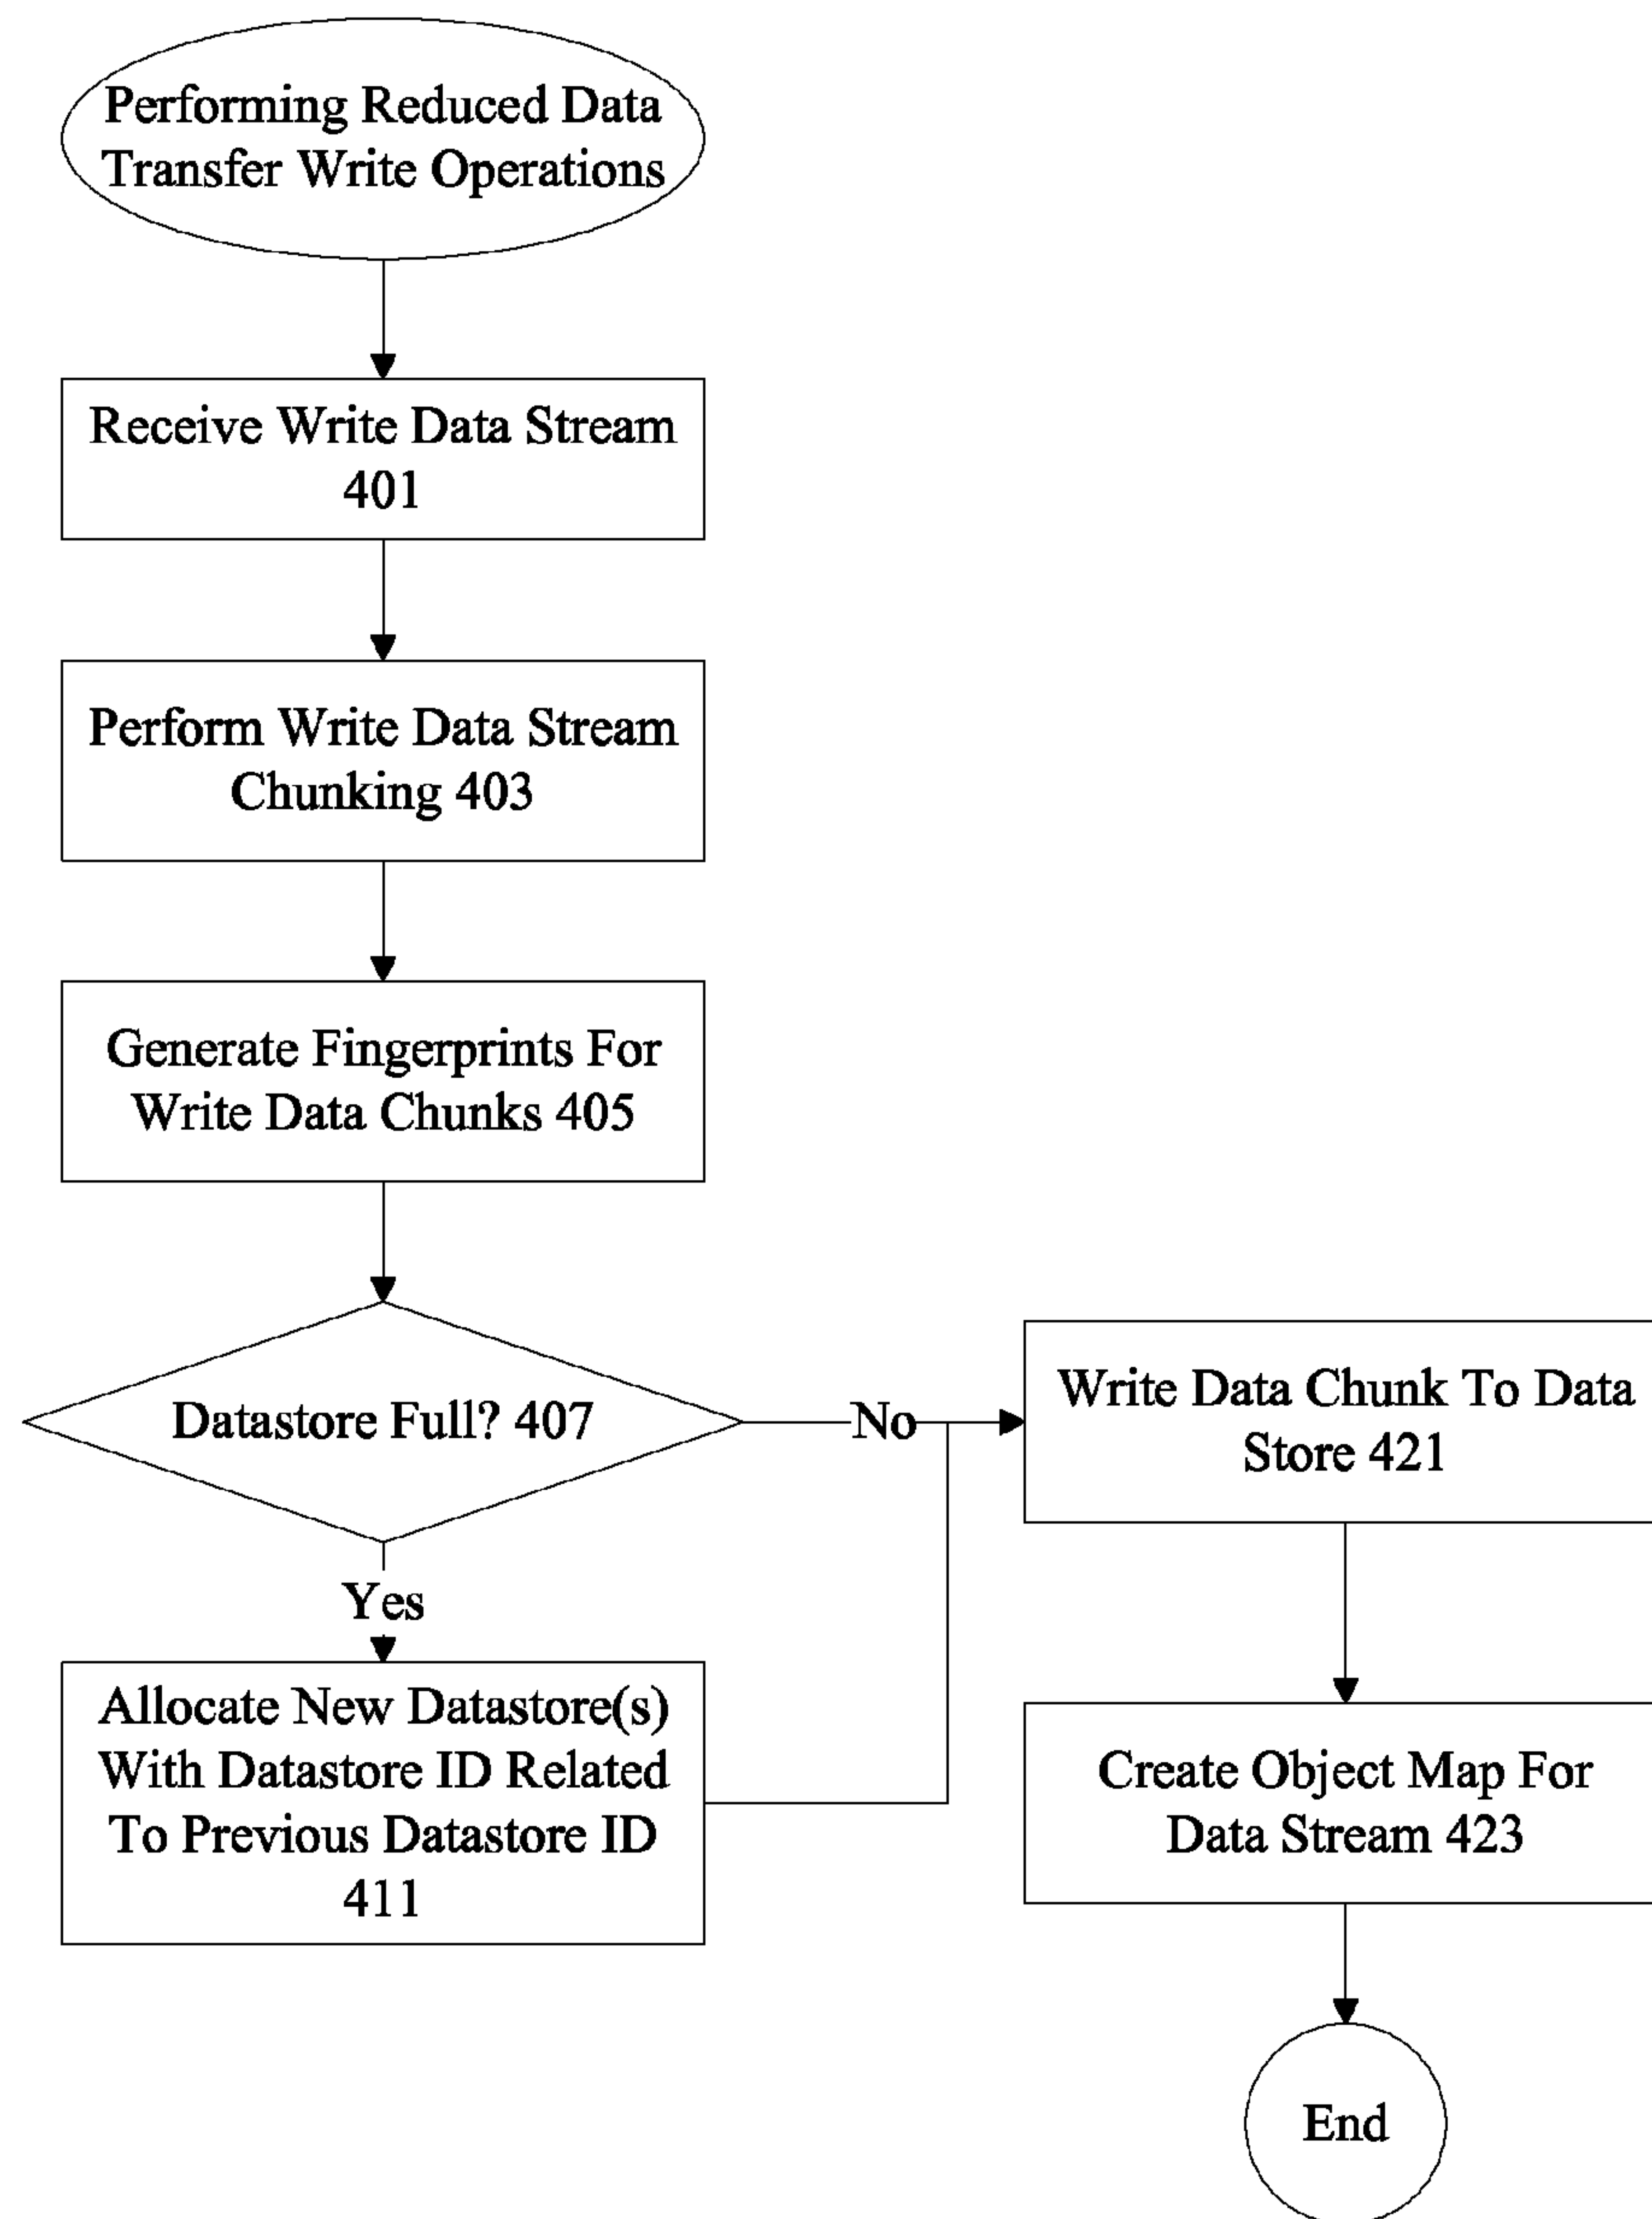 Performing Reduced Data
Transfer Write Operations
Receive Write Data Stream
401
Perform Write Data Stream
Chunking 403
Generate Fingerprints For
Write Data Chunks 405
Datastore Full? 407
No
Yes
Allocate New Datastore(s)
With Datastore ID Related
To Previous Datastore ID
411
Write Data Chunk To Data
Store 421
Create Object Map For
Data Stream 423
End